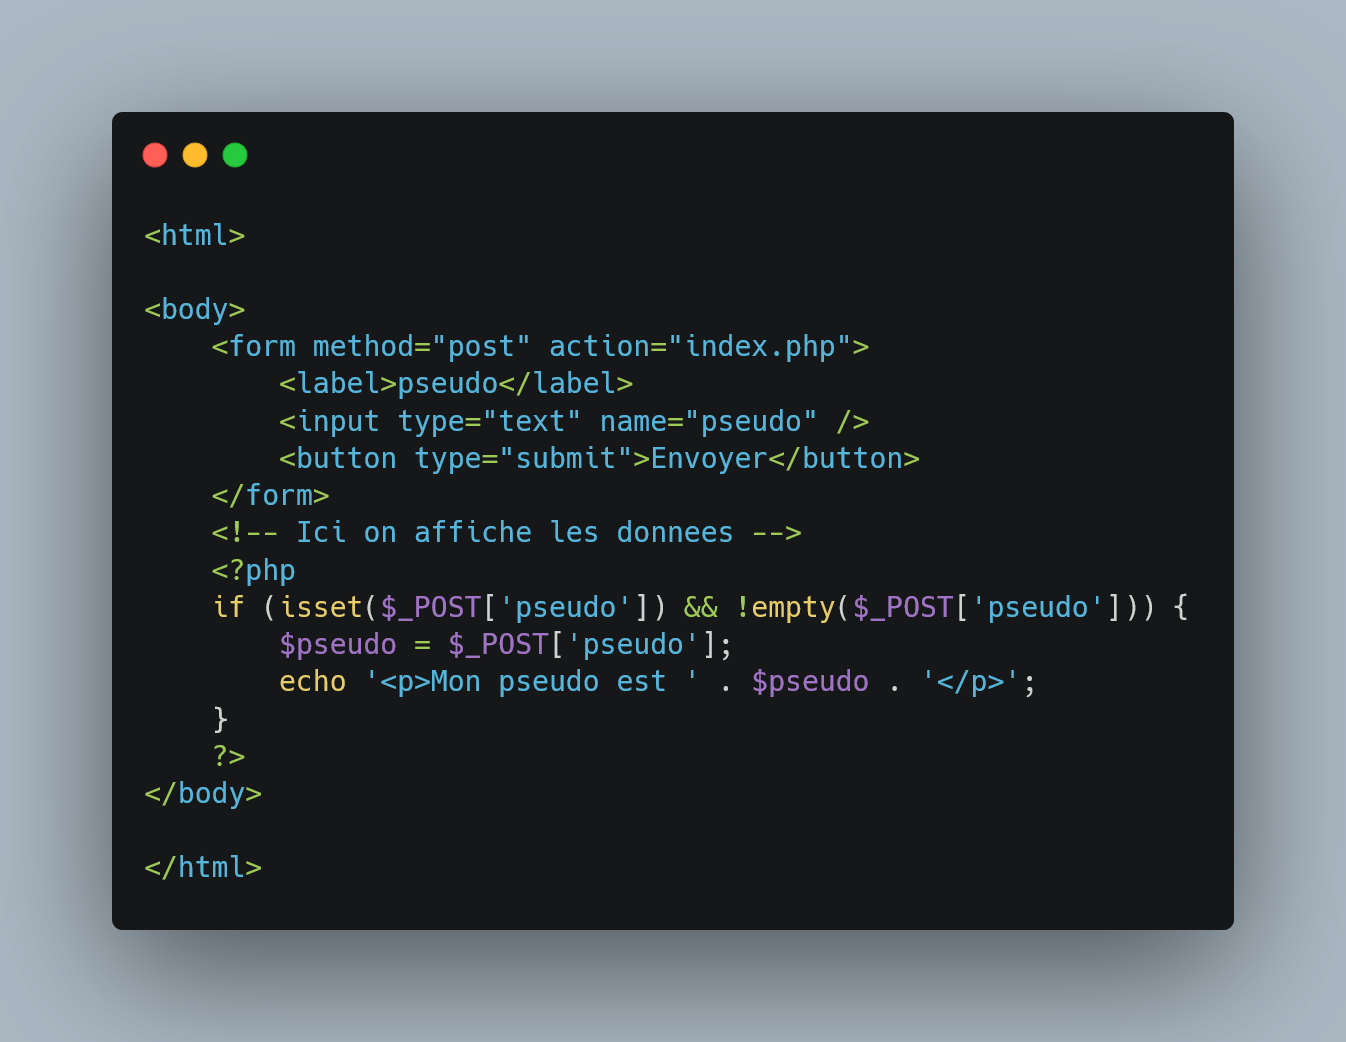 <html>
<body>
<form method="post" action="index.php">
<label>pseudo</label>
<input type="text" name="pseudo" />
<button type="submit">Envoyer</button>
</form>
<!-- Ici on affiche les donnees -->
<?php
if (isset($_POST['pseudo']) && !empty($_POST['pseudo'])) {
$pseudo = $_POST['pseudo'];
echo '<p>Mon pseudo est ' . $pseudo . '</p>';
}
?>
</body>
</html>